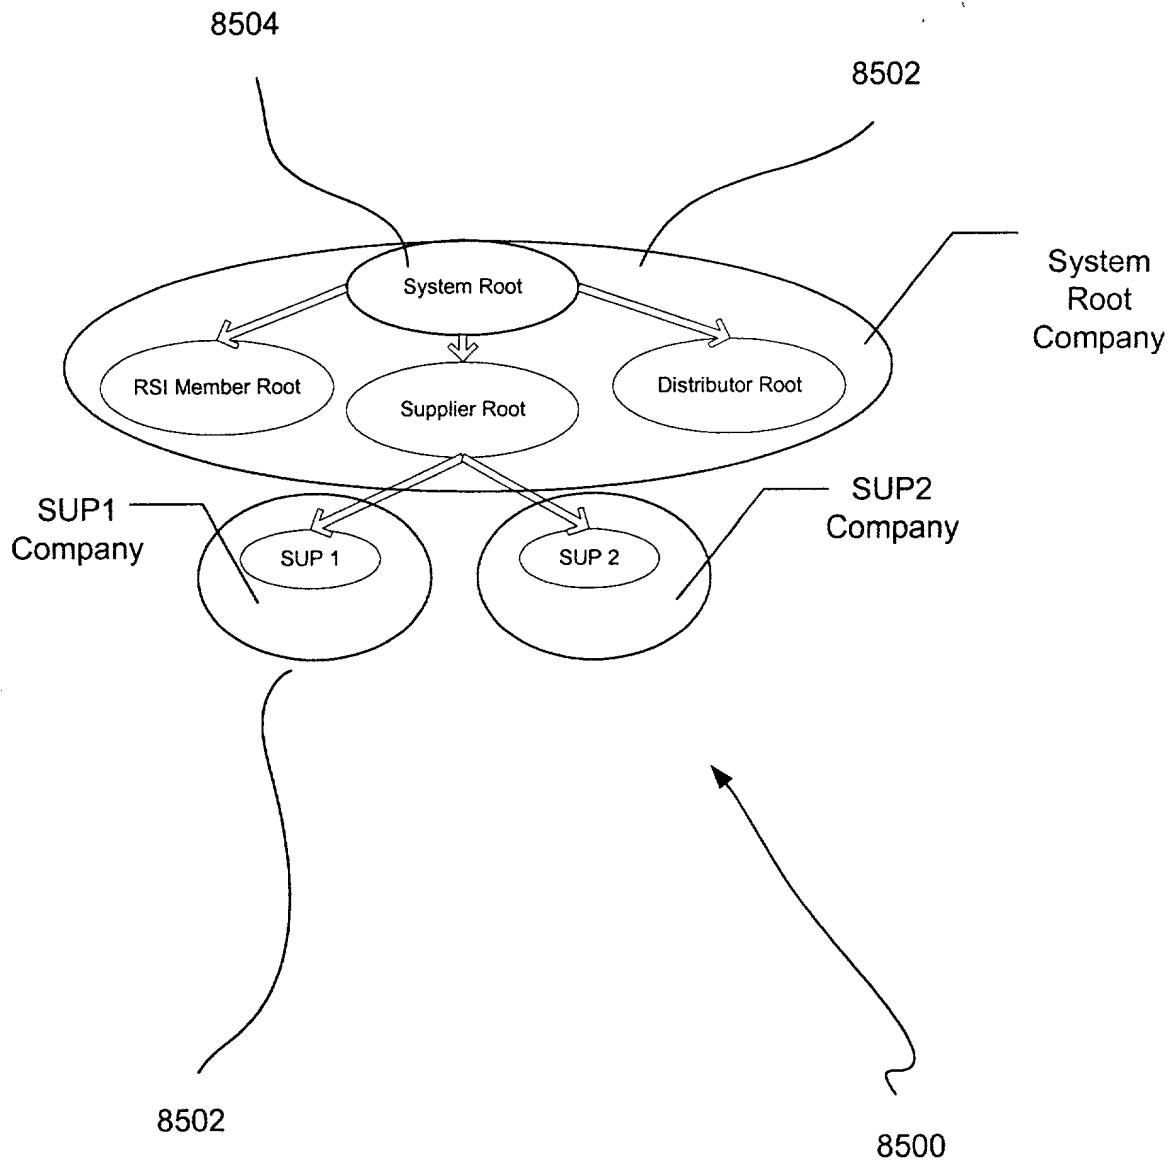 8504
8502
System
Root
Company
System Root
RSI Member Root
Supplier Root
Distributor Root
SUP1
Company
SUP2
Company
SUP 1
SUP 2
8502
8500